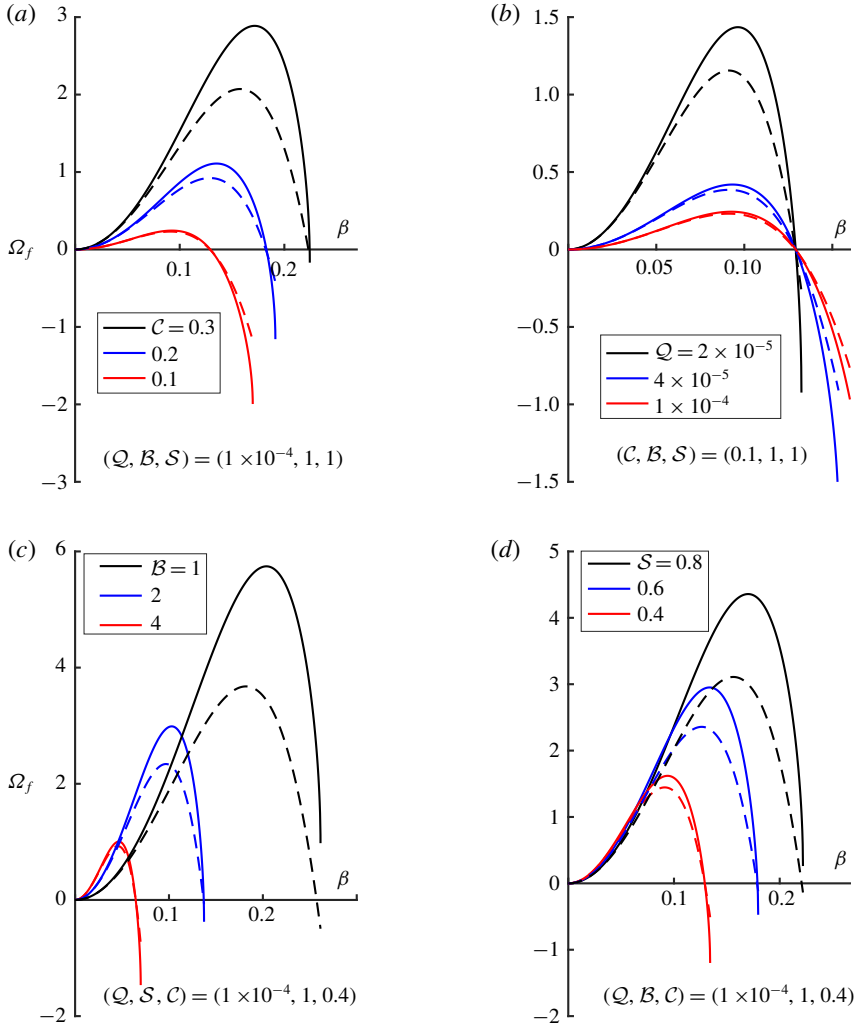 (a)
3
2
1
0
−1
−2
−3
Ω_f
0.1
0.2
β
𝒞 = 0.3
0.2
0.1
(𝒬, ℬ, 𝒮) = (1 ×10⁻⁴, 1, 1)
(b)
1.5
1.0
0.5
0
−0.5
−1.0
−1.5
0.05
0.10
β
𝒬 = 2 × 10⁻⁵
4 × 10⁻⁵
1 × 10⁻⁴
(𝒞, ℬ, 𝒮) = (0.1, 1, 1)
(c)
6
4
2
0
−2
Ω_f
0.1
0.2
β
ℬ = 1
2
4
(𝒬, 𝒮, 𝒞) = (1 ×10⁻⁴, 1, 0.4)
(d)
5
4
3
2
1
0
−1
−2
0.1
0.2
β
𝒮 = 0.8
0.6
0.4
(𝒬, ℬ, 𝒞) = (1 ×10⁻⁴, 1, 0.4)